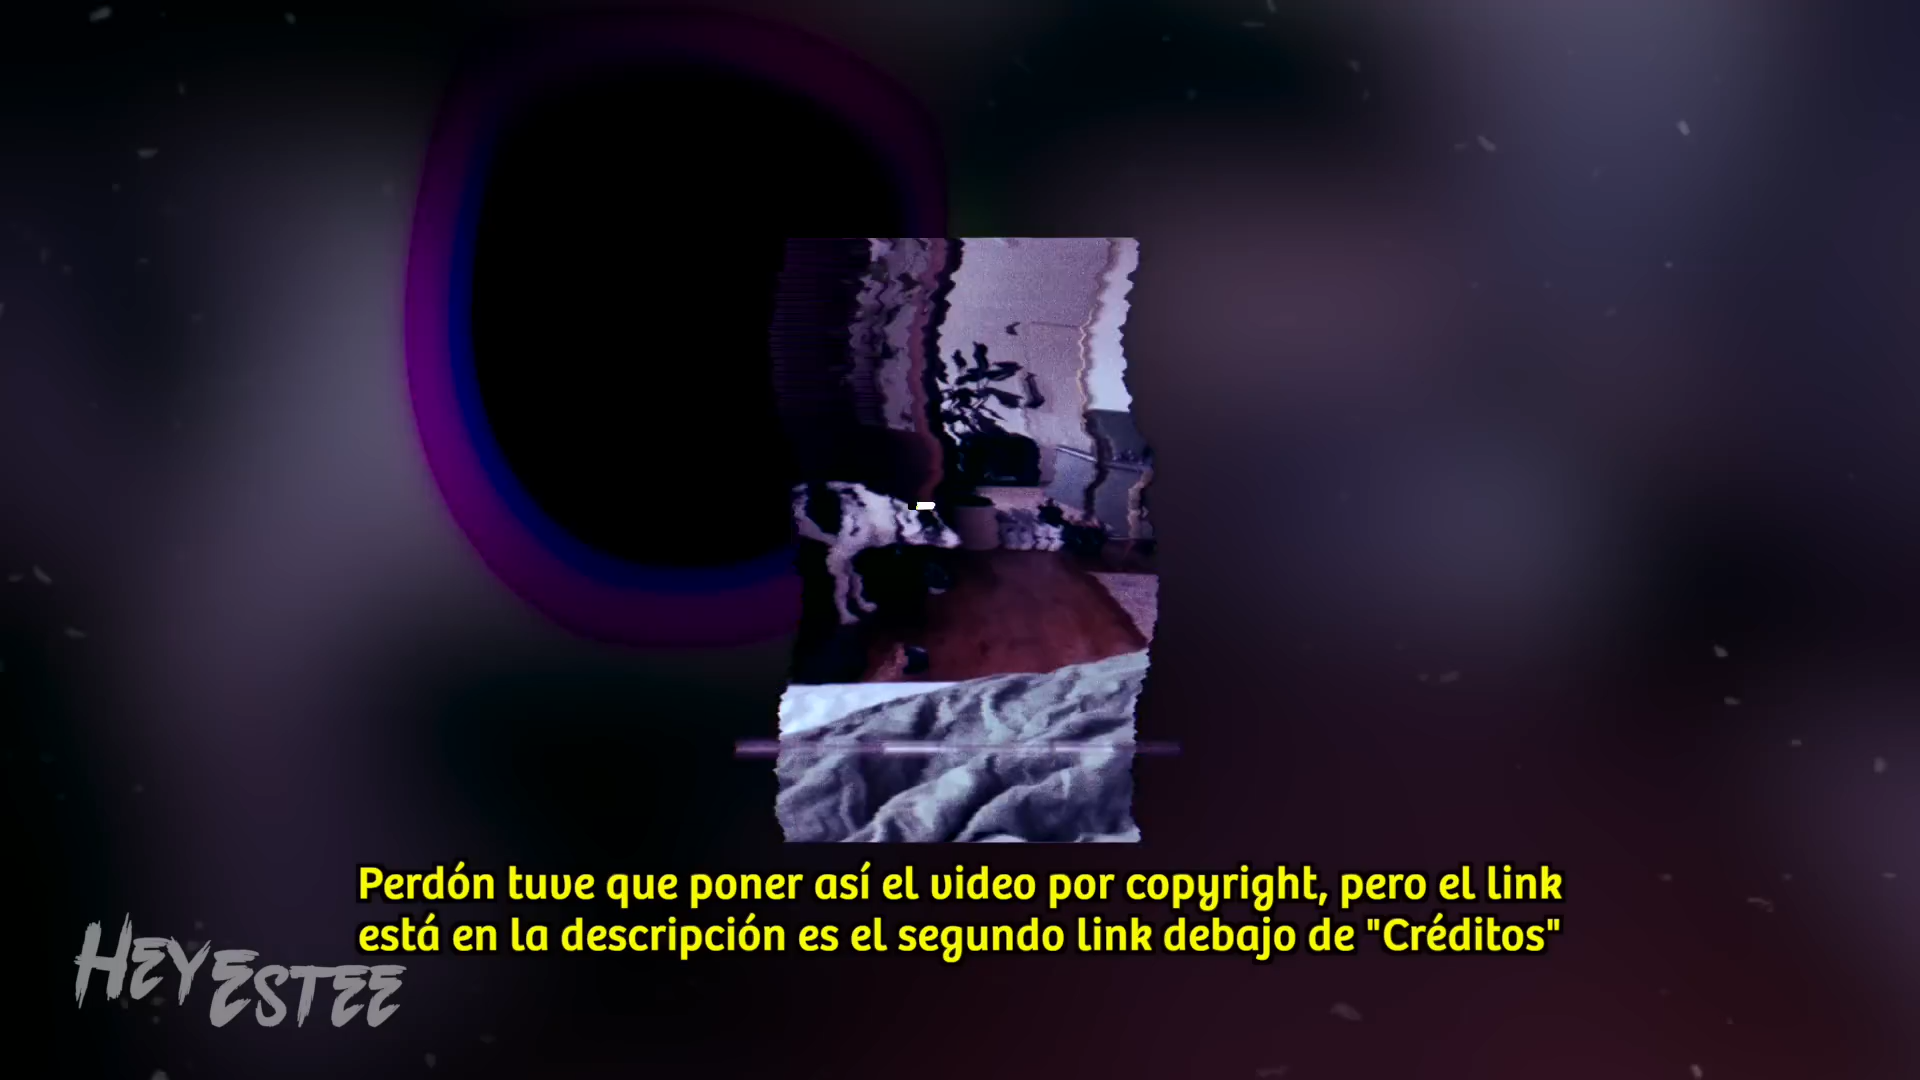 Perdón tuve que poner así el video por copyright, pero el link
está en la descripción es el segundo link debajo de "Créditos"
HEYESTEE